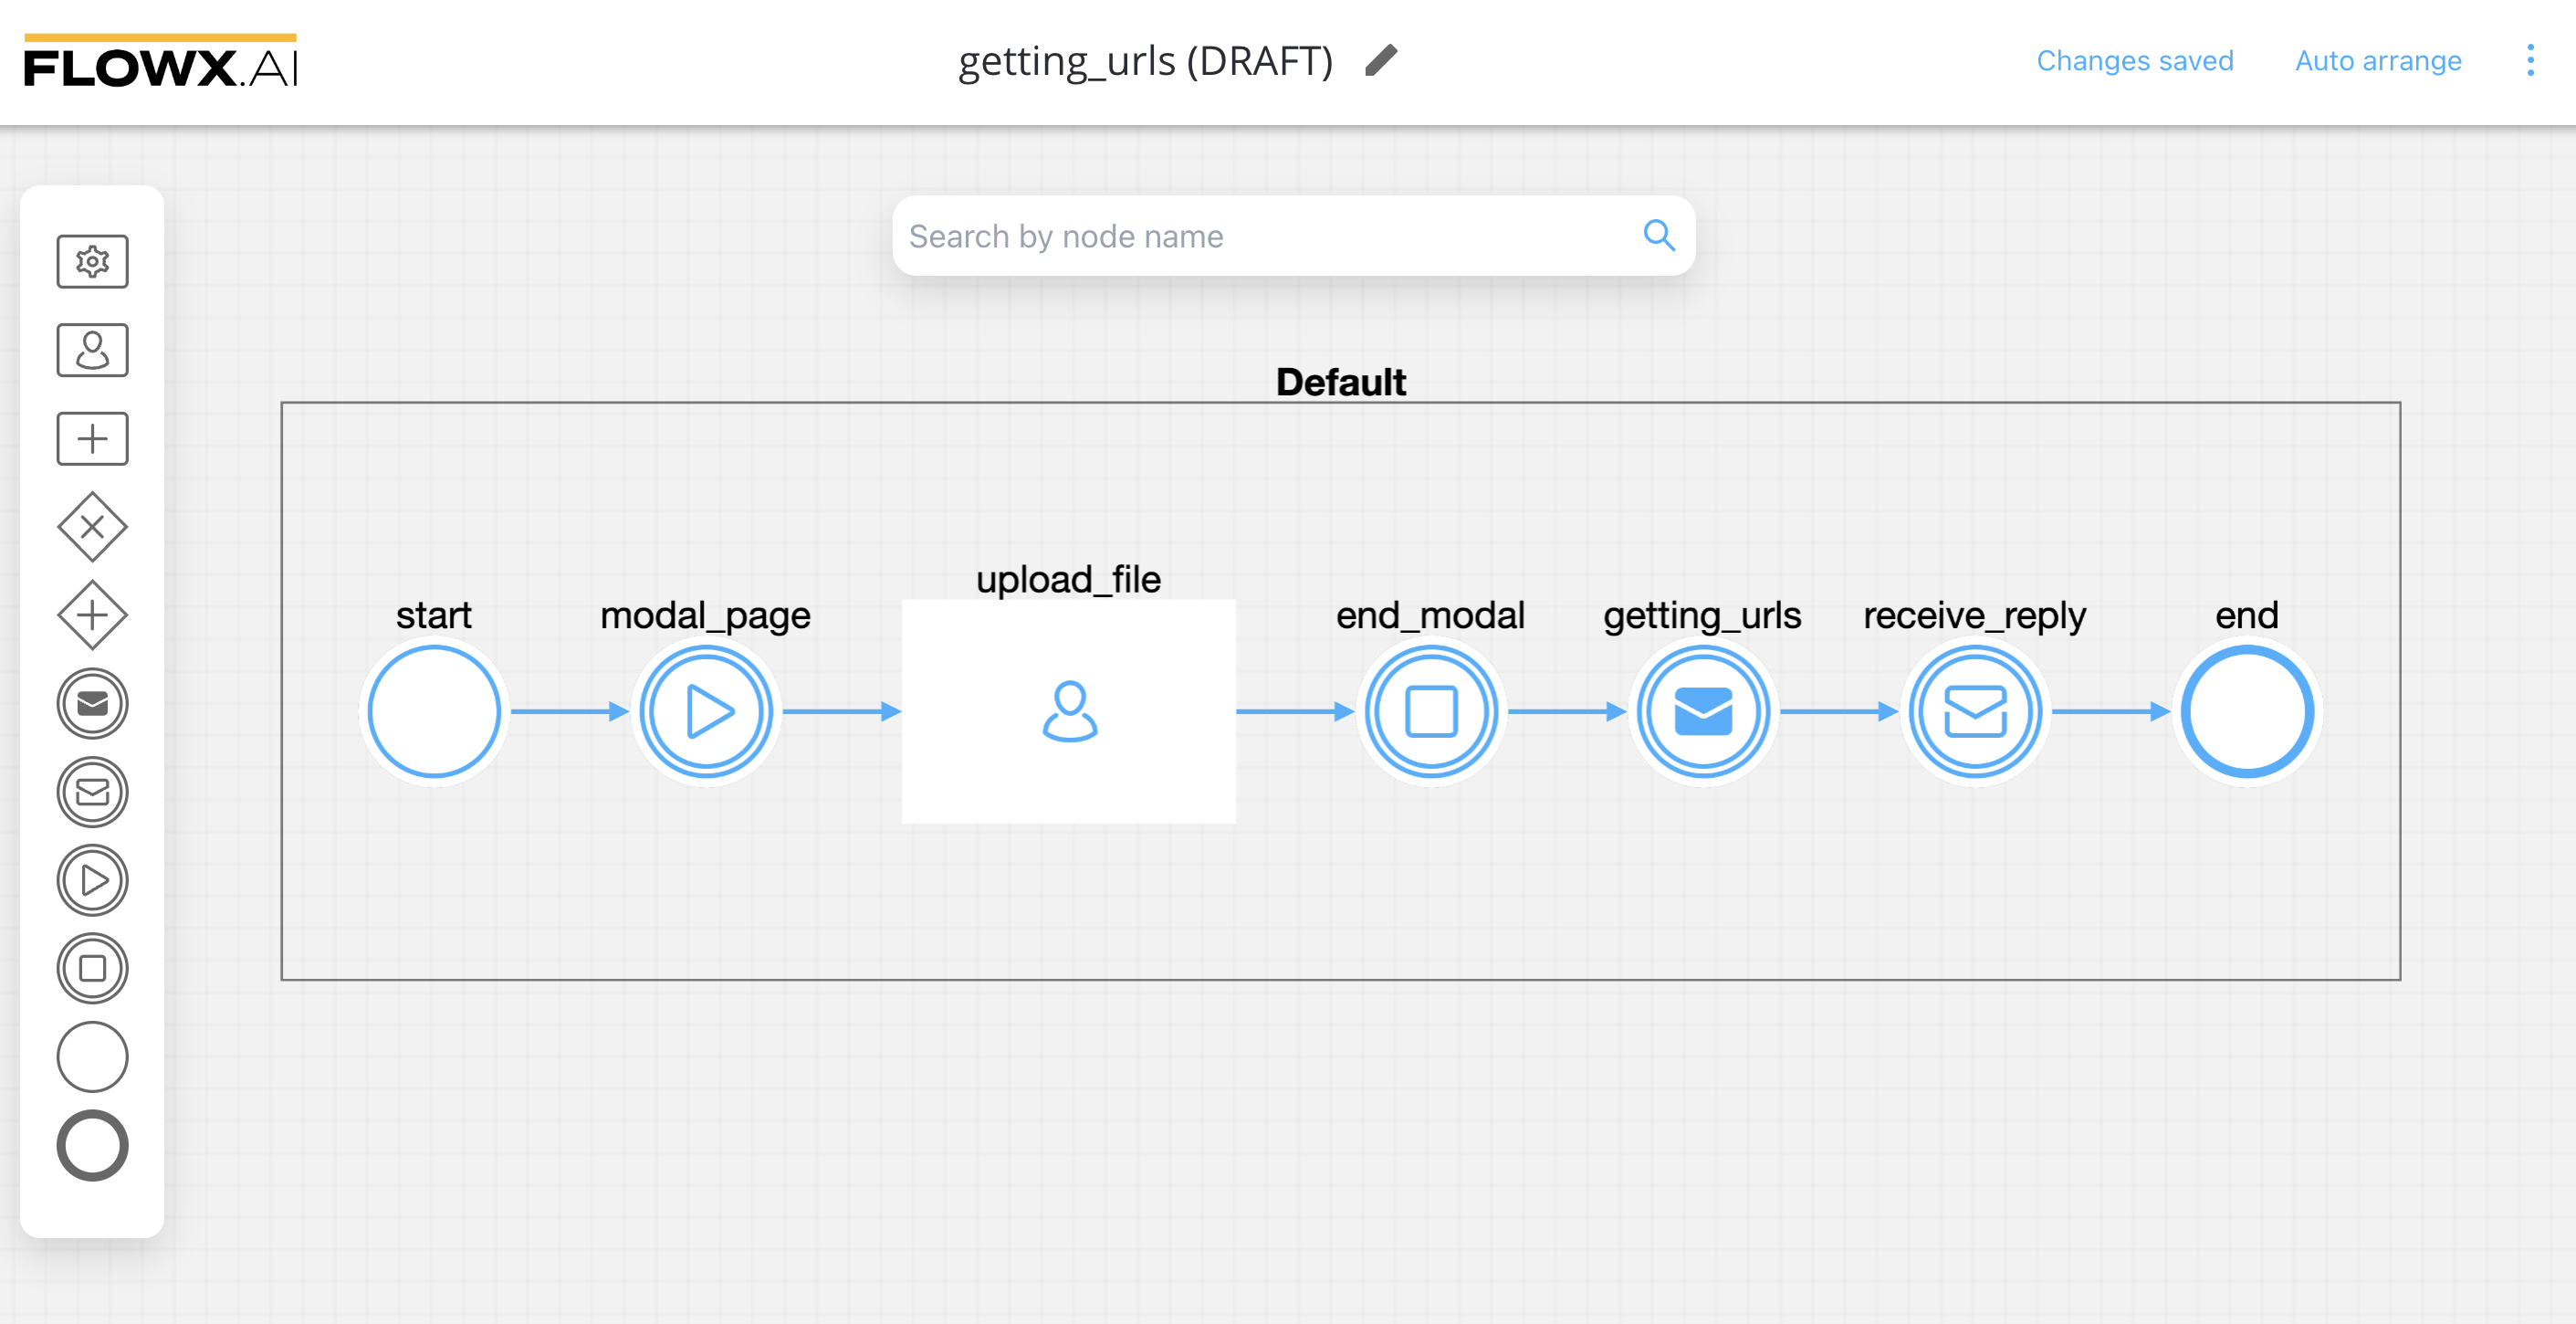 FLOWX.AI
getting_urls (DRAFT)
Changes saved
Auto arrange
Search by node name
Default
start
modal_page
upload_file
end_modal
getting_urls
receive_reply
end